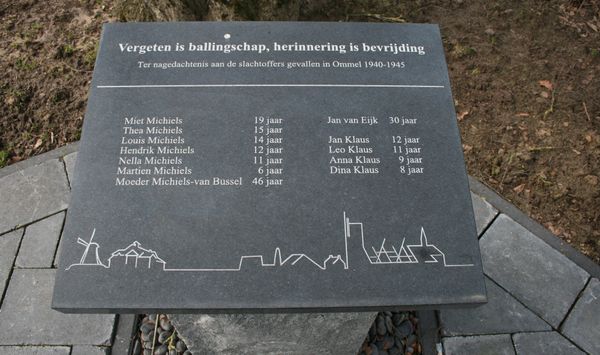 Vergeten is ballingschap, herinnering is bevrijding
Ter nagedachtenis aan de slachtoffers gevallen in Ommel 1940-1945
Miet Michiels 19 jaar
Thea Michiels 15 jaar
Louis Michiels 14 jaar
Hendrik Michiels 12 jaar
Nella Michiels 11 jaar
Martien Michiels 6 jaar
Moeder Michiels-van Bussel 46 jaar
Jan van Eijk 30 jaar
Jan Klaus 12 jaar
Leo Klaus 11 jaar
Anna Klaus 9 jaar
Dina Klaus 8 jaar